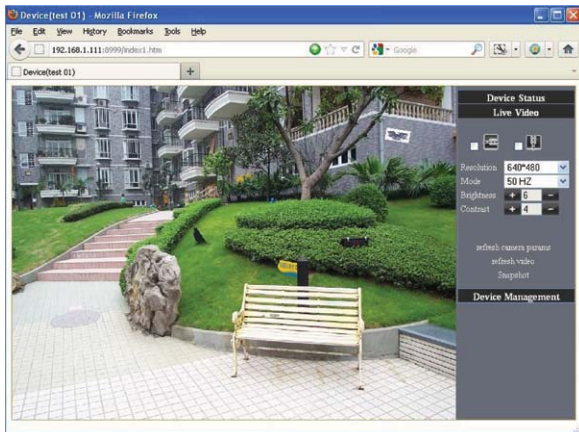 Device(test 01) - Mozilla Firefox
File Edit View History Bookmarks Tools Help
192.168.1.111:8999/index1.htm
Google
Device(test 01)
+
Device Status
Live Video
Resolution 640*480
Mode 50 HZ
Brightness + 6 −
Contrast + 4 −
refresh camera params
refresh video
Snapshot
Device Management